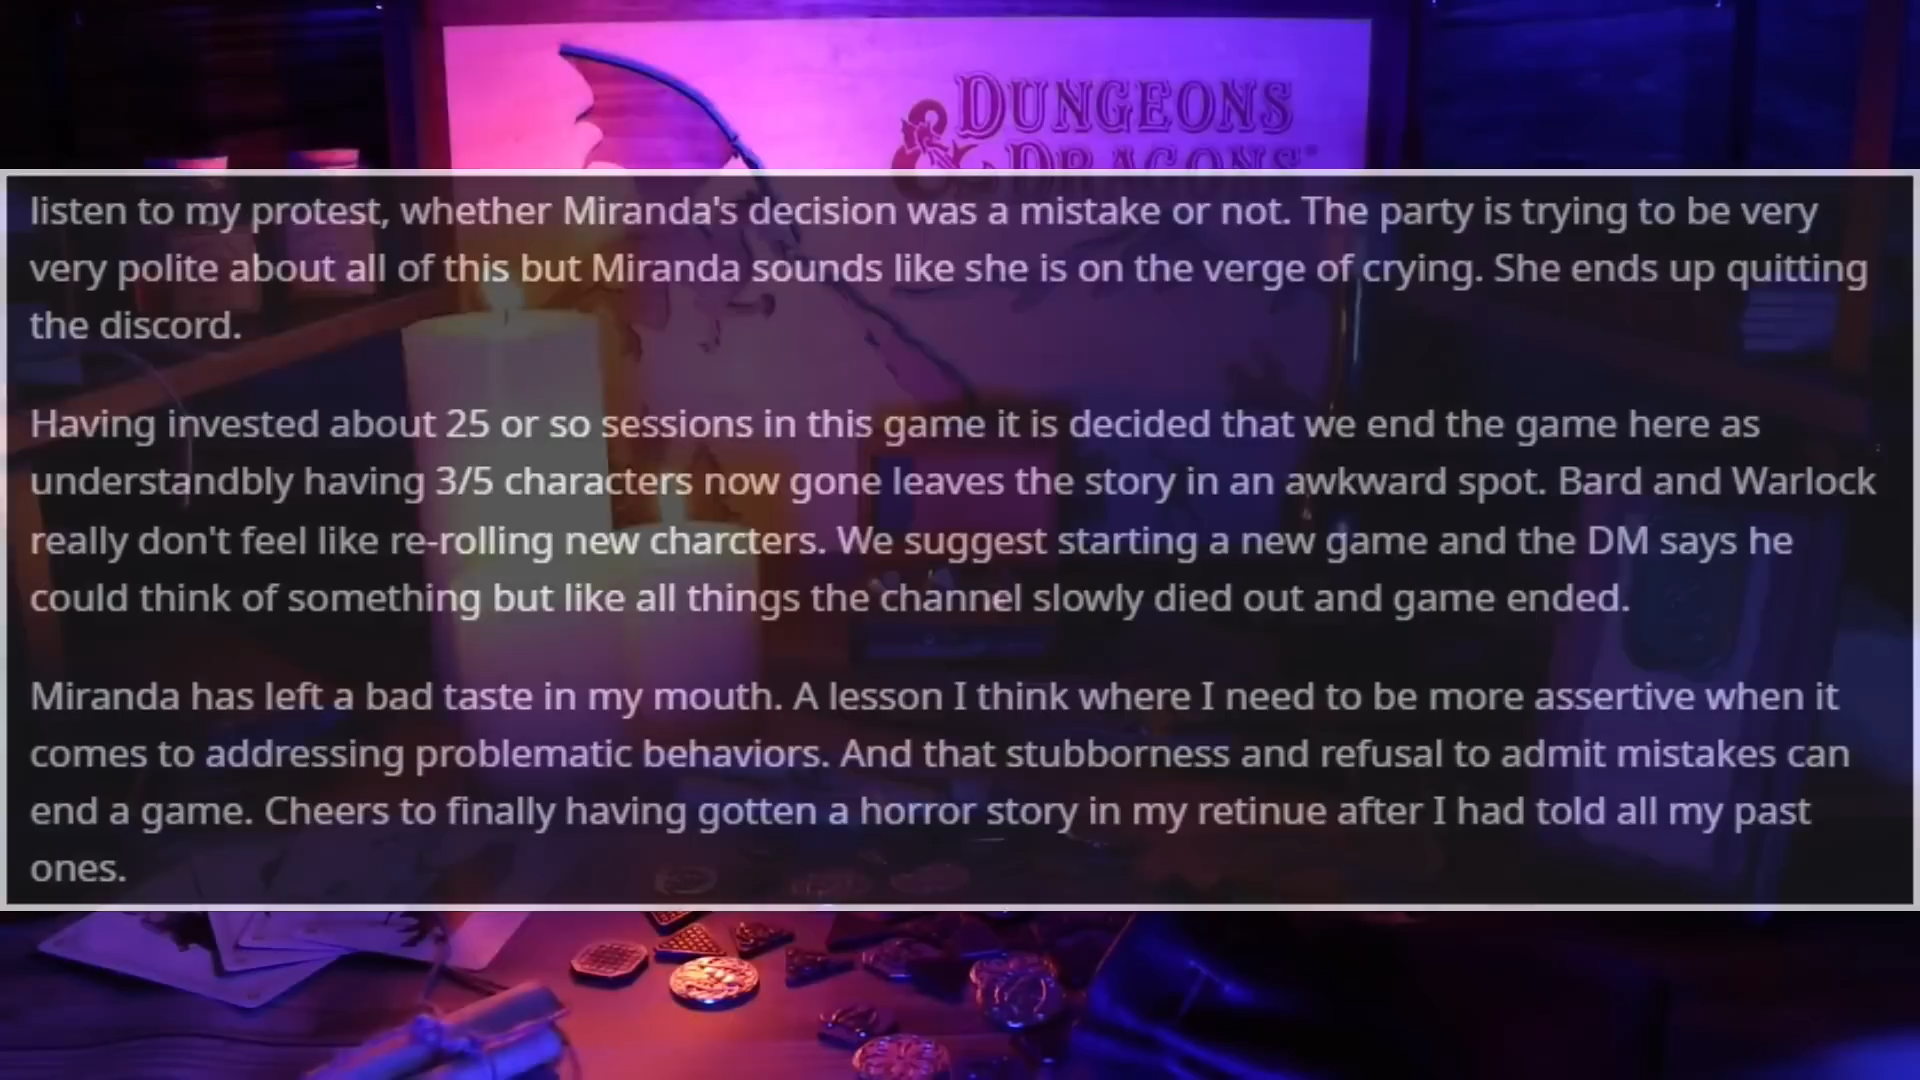 DUNGEONS
& DRAGONS
listen to my protest, whether Miranda's decision was a mistake or not. The party is trying to be very
very polite about all of this but Miranda sounds like she is on the verge of crying. She ends up quitting
the discord.
Having invested about 25 or so sessions in this game it is decided that we end the game here as
understandbly having 3/5 characters now gone leaves the story in an awkward spot. Bard and Warlock
really don't feel like re-rolling new charcters. We suggest starting a new game and the DM says he
could think of something but like all things the channel slowly died out and game ended.
Miranda has left a bad taste in my mouth. A lesson I think where I need to be more assertive when it
comes to addressing problematic behaviors. And that stubborness and refusal to admit mistakes can
end a game. Cheers to finally having gotten a horror story in my retinue after I had told all my past
ones.